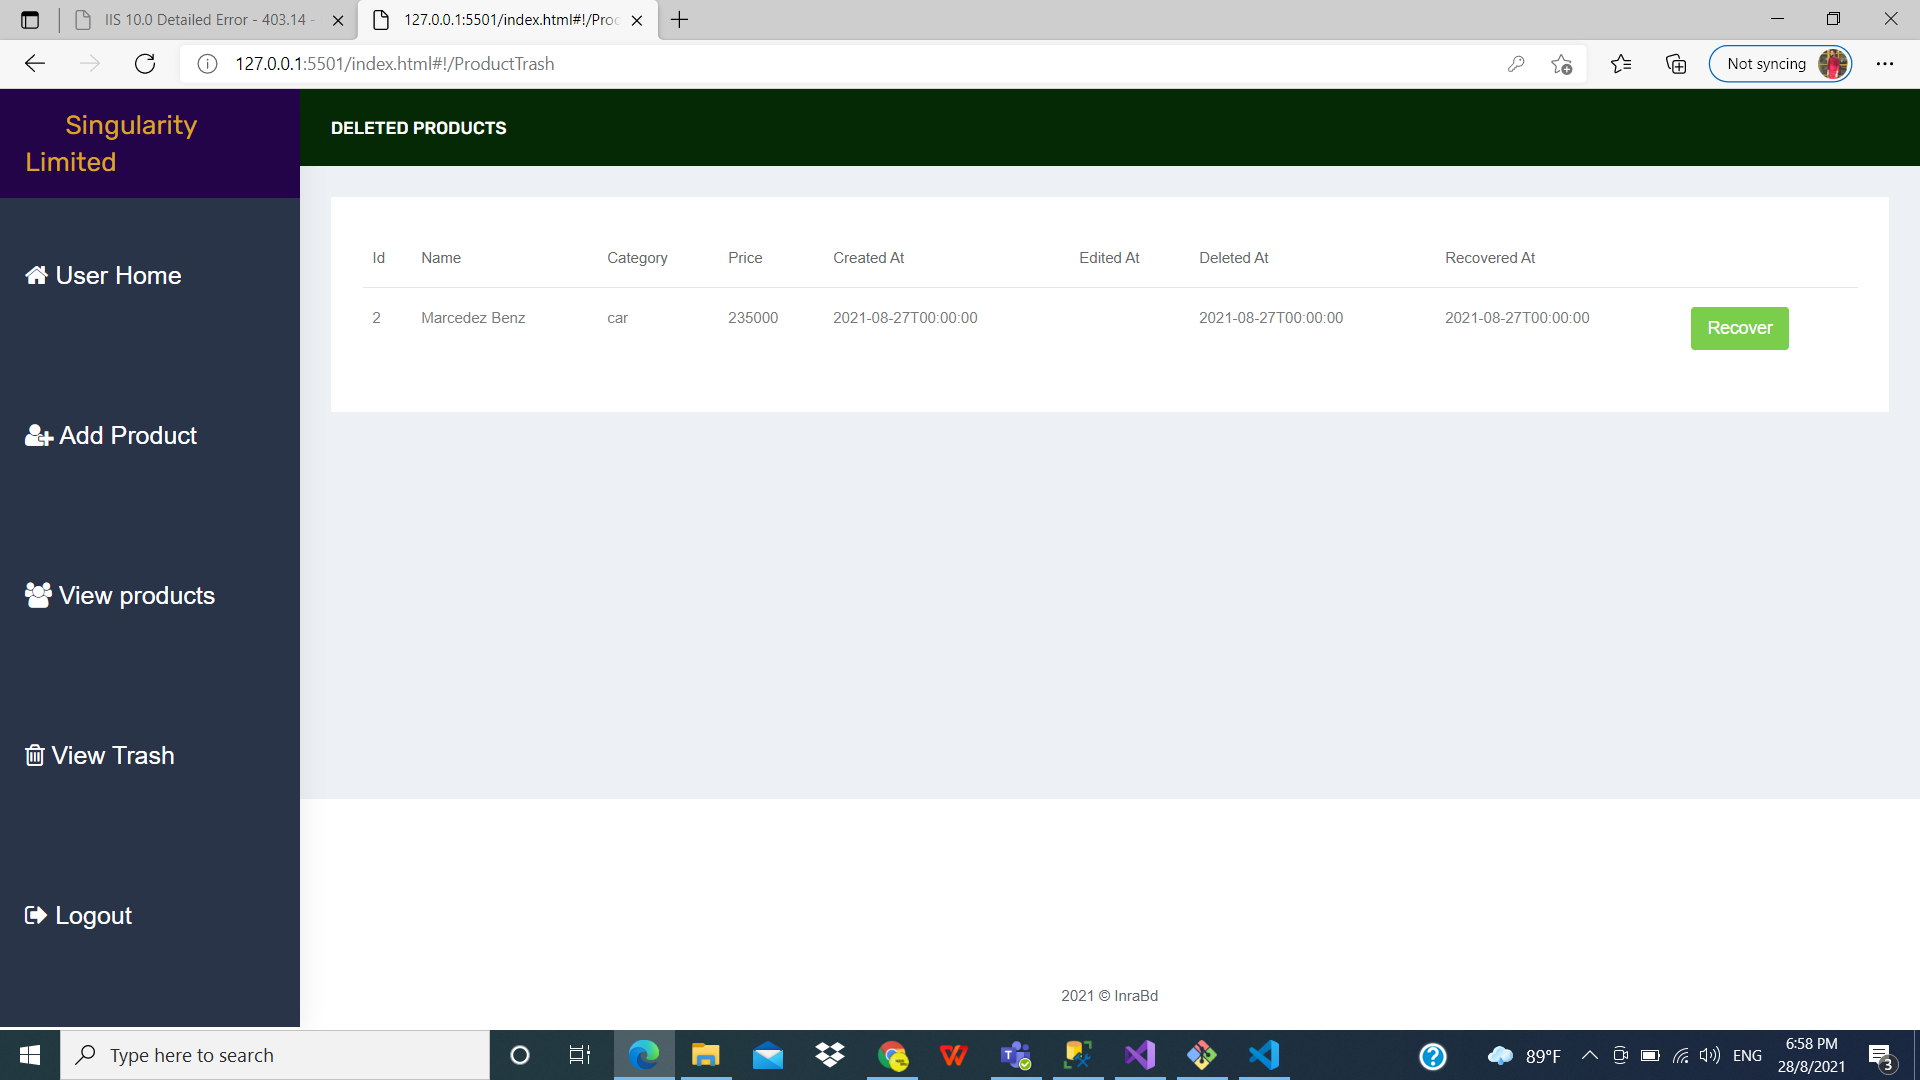 IIS 10.0 Detailed Error - 403.14 -
127.0.0.1:5501/index.html#!/Proc
127.0.0.1:5501/index.html#!/ProductTrash
Not syncing
Singularity
Limited
DELETED PRODUCTS
Id Name Category Price Created At Edited At Deleted At Recovered At
2 Marcedez Benz car 235000 2021-08-27T00:00:00 2021-08-27T00:00:00 2021-08-27T00:00:00 Recover
User Home
Add Product
View products
View Trash
Logout
2021 © InraBd
Type here to search
89°F
ENG
6:58 PM
28/8/2021
3